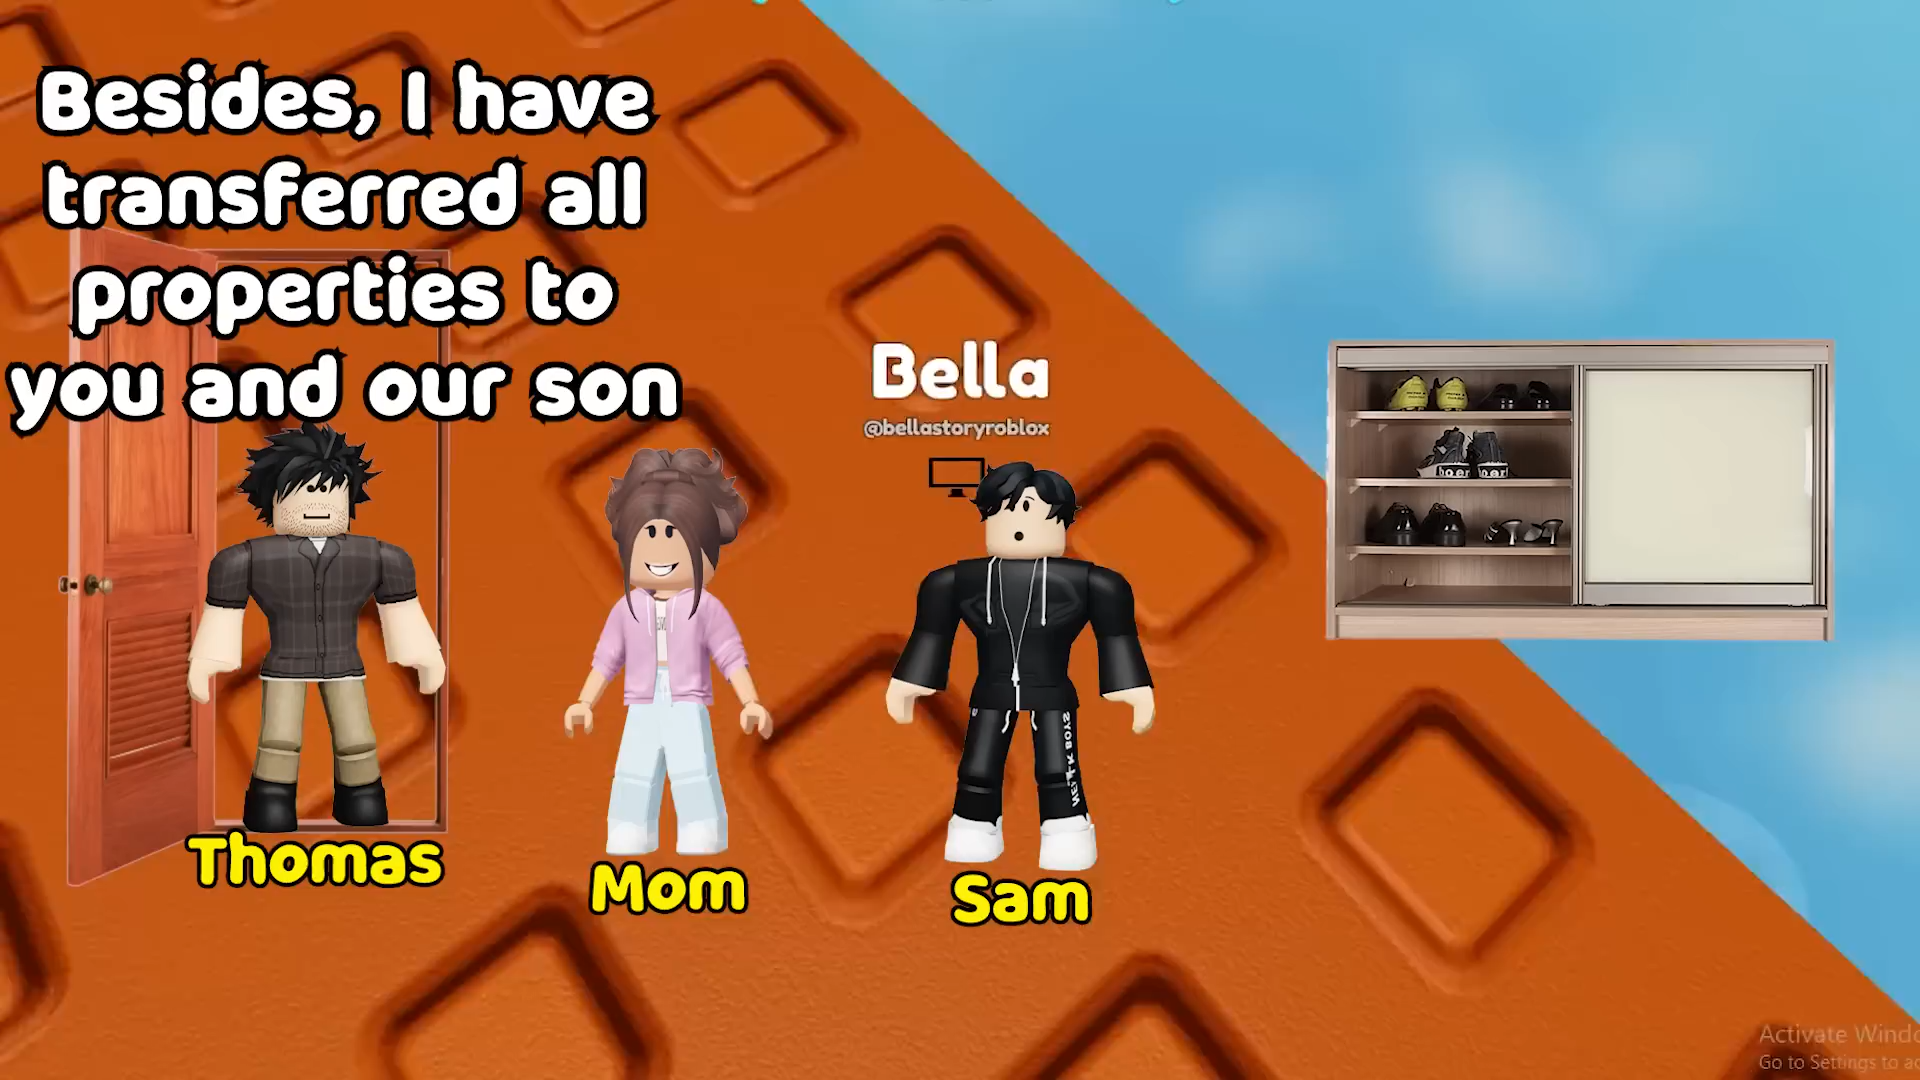 Besides, I have
transferred all
properties to
you and our son
Bella
@bellastoryroblox
Thomas
Mom
Sam
Activate Windo
Go to Settings to a